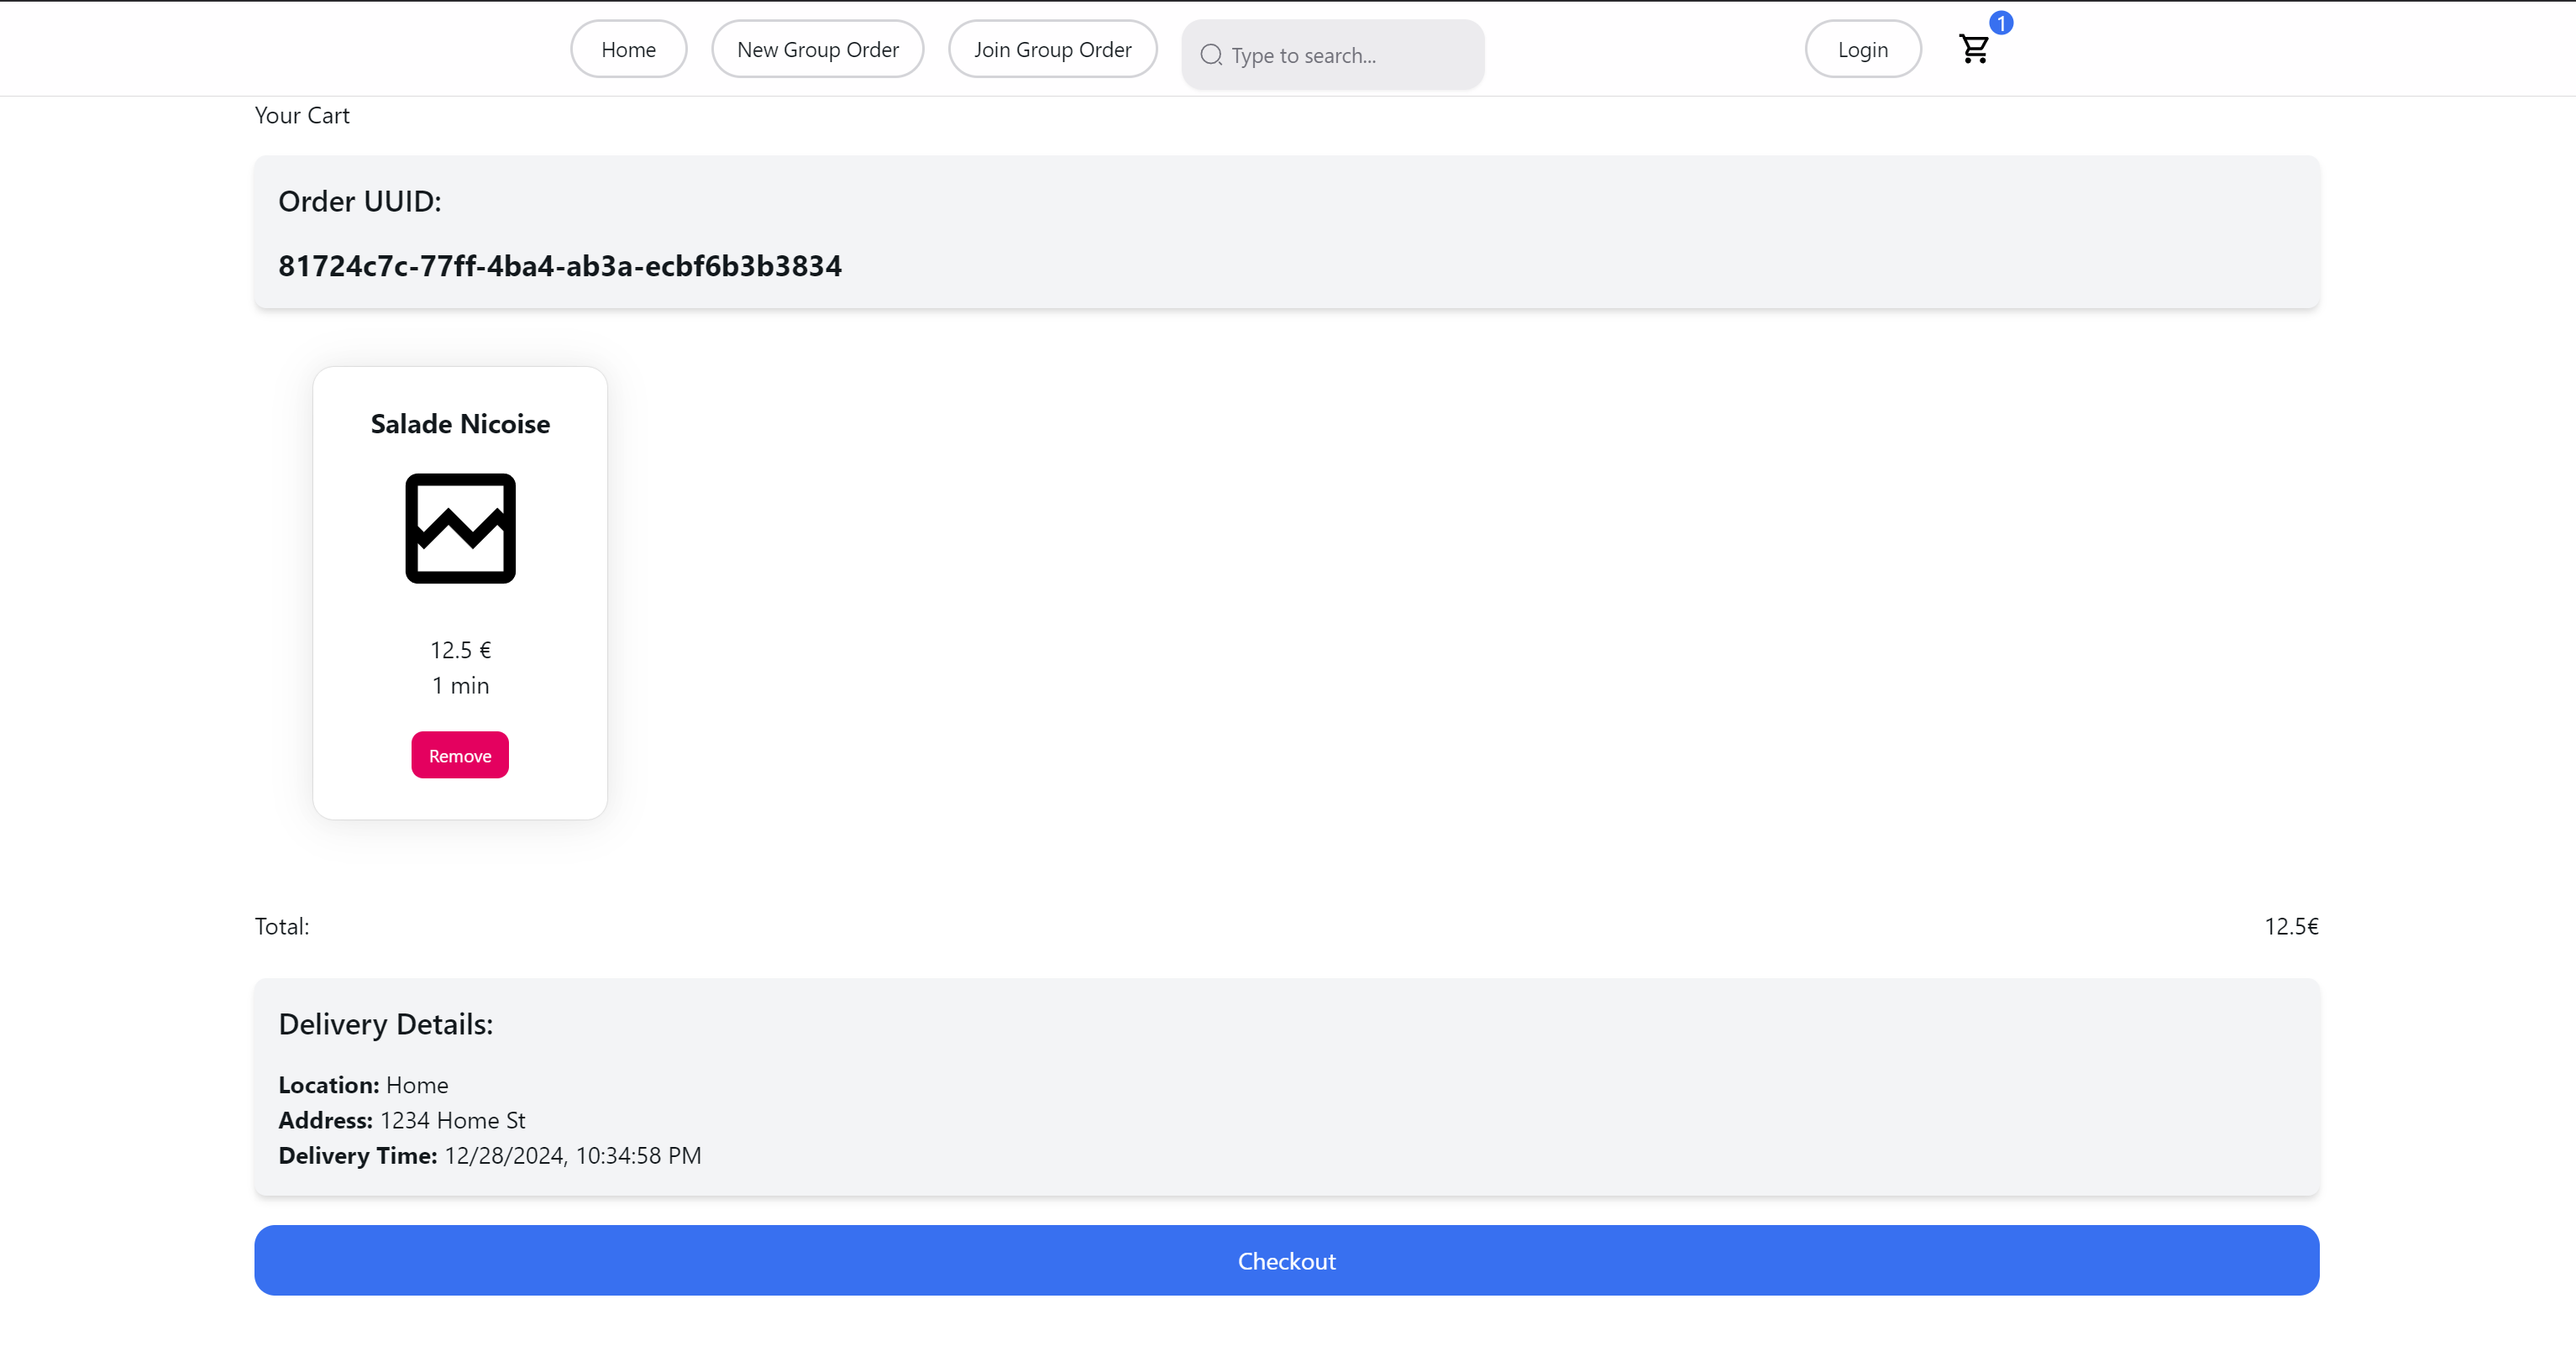 Home
New Group Order
Join Group Order
Type to search...
Login
1
Your Cart
Order UUID:
81724c7c-77ff-4ba4-ab3a-ecbf6b3b3834
Salade Nicoise
12.5 €
1 min
Remove
Total:
12.5€
Delivery Details:
Location: Home
Address: 1234 Home St
Delivery Time: 12/28/2024, 10:34:58 PM
Checkout